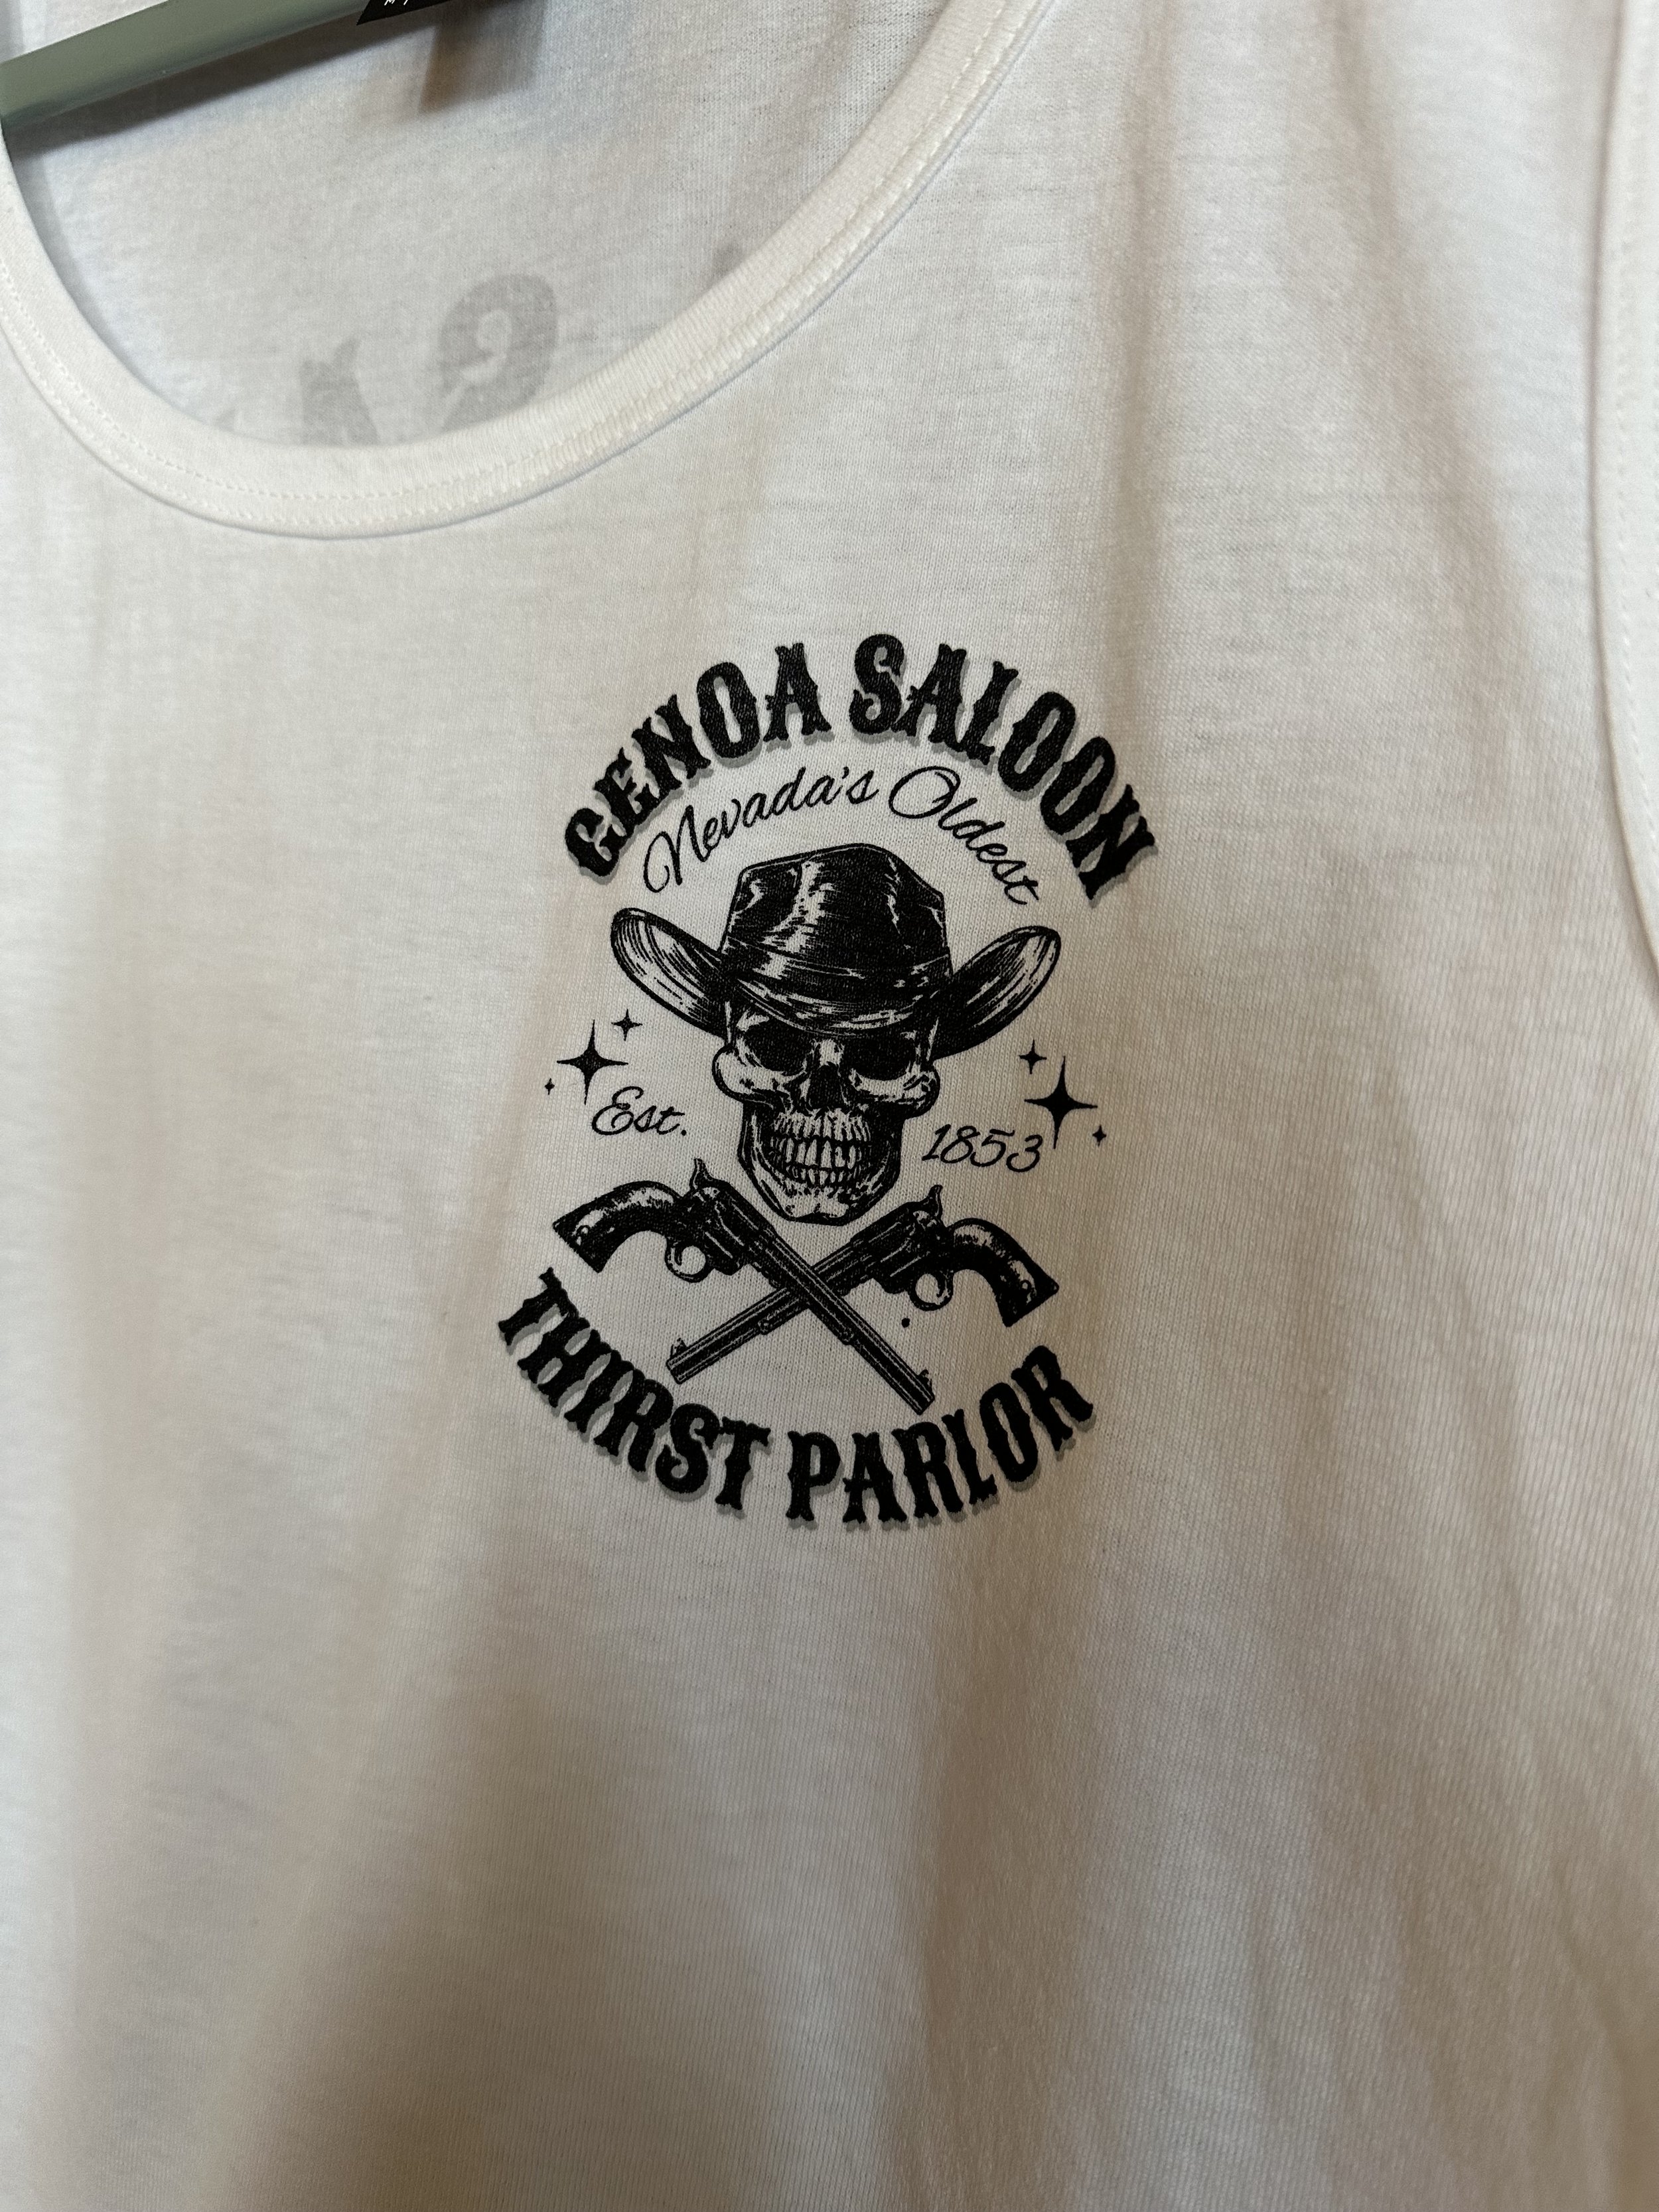 GENOA SALOON
Nevada's Oldest
Est. 1853
THIRST PARLOR